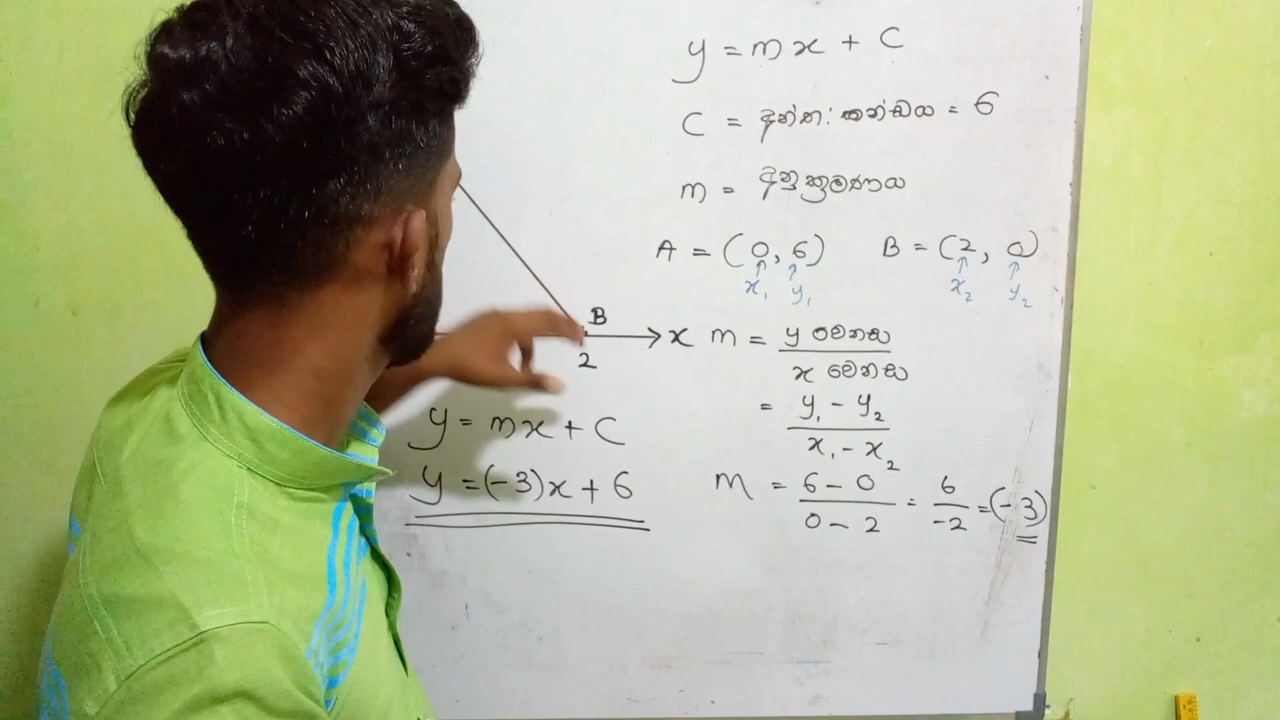 y = mx + c
c = අන්ත: ඛන්ඩය = 6
m = අනුක්‍රමණය
A = (0, 6) B = (2, 0)
x₁ y₁ x₂ y₂
B
x
2
m = y වෙනස / x වෙනස
= y₁ - y₂ / x₁ - x₂
m = 6 - 0 / 0 - 2 = 6 / -2 = (-3)
y = mx + c
y = (-3)x + 6